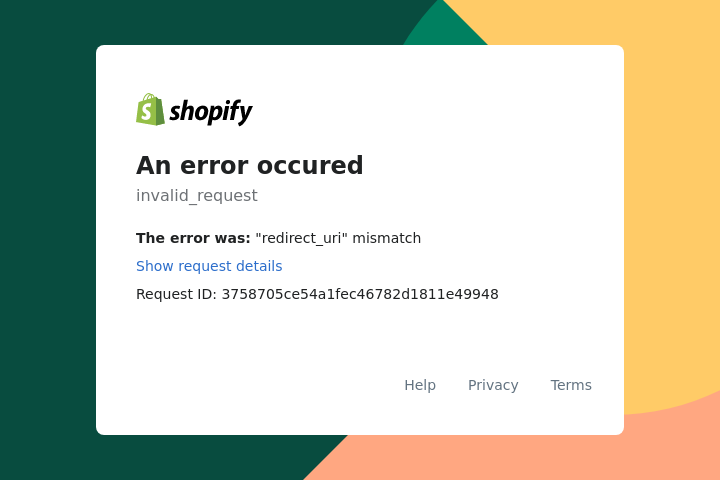 shopify
An error occured
invalid_request
The error was: "redirect_uri" mismatch
Show request details
Request ID: 3758705ce54a1fec46782d1811e49948
Help Privacy Terms